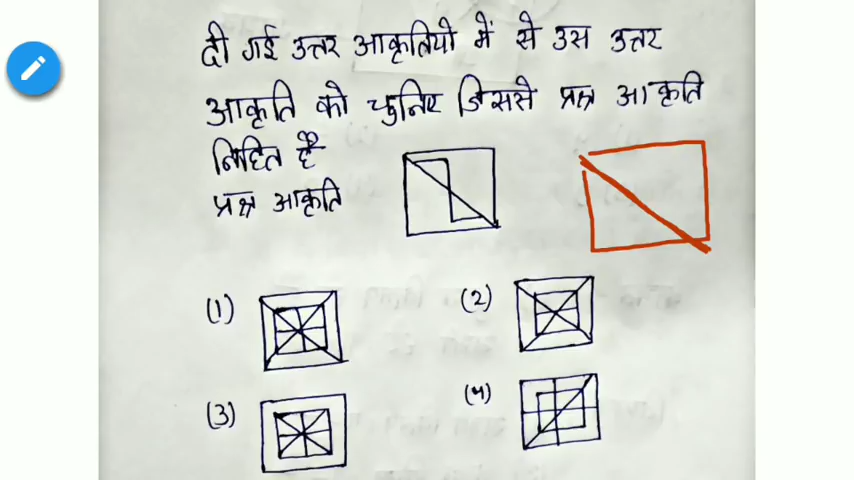 दी गई उत्तर आकृतियो में से उस उत्तर
आकृति को चुनिए जिससे प्रश्न आकृति
निहित है
प्रश्न आकृति
(1)
(2)
(3)
(4)